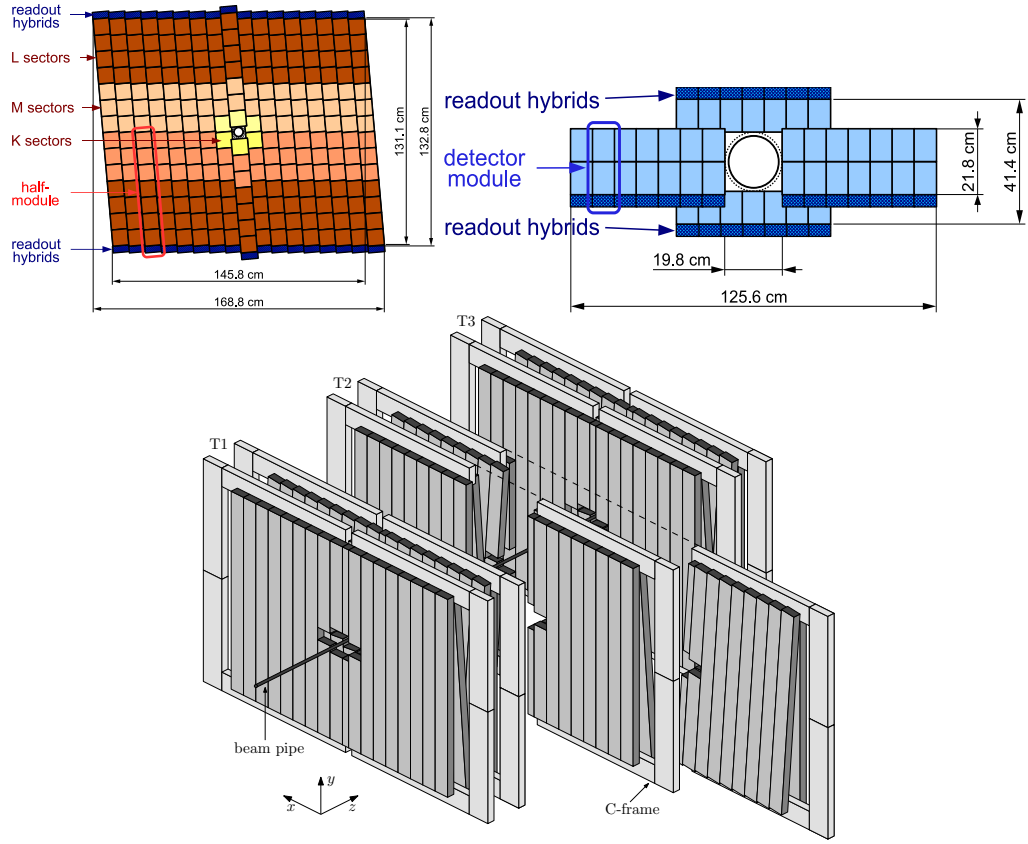 readout
hybrids
L sectors
M sectors
K sectors
half-
module
readout
hybrids
131.1 cm
132.8 cm
145.8 cm
168.8 cm
readout hybrids
detector
module
readout hybrids
21.8 cm
41.4 cm
19.8 cm
125.6 cm
T3
T2
T1
beam pipe
y
x
z
C-frame